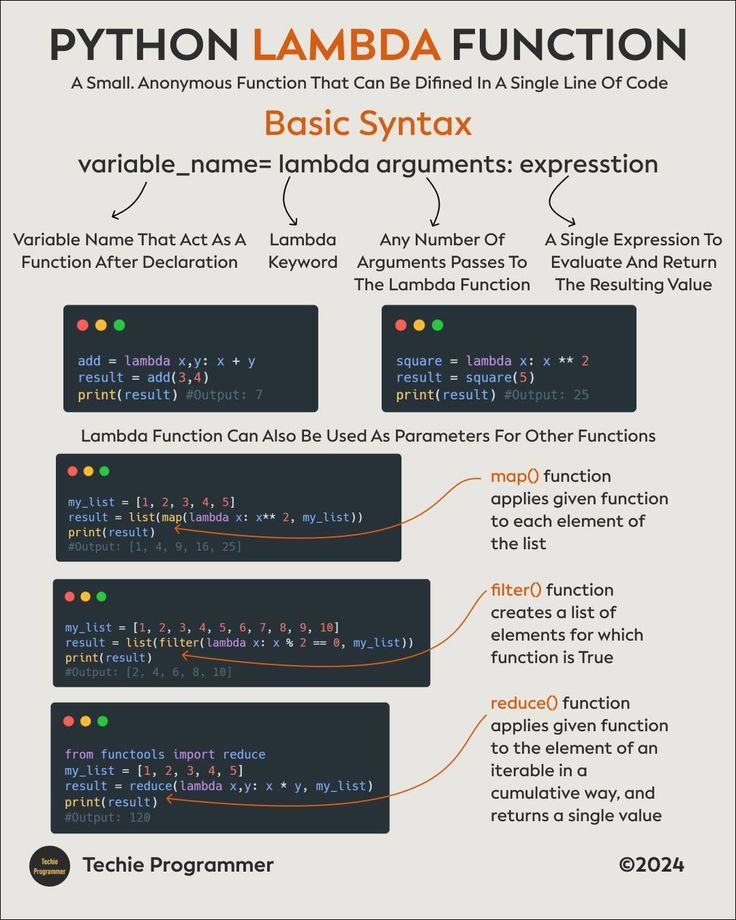 PYTHON LAMBDA FUNCTION
A Small. Anonymous Function That Can Be Difined In A Single Line Of Code
Basic Syntax
variable_name= lambda arguments: expresstion
Variable Name That Act As A
Function After Declaration
Lambda
Keyword
Any Number Of
Arguments Passes To
The Lambda Function
A Single Expression To
Evaluate And Return
The Resulting Value
add = lambda x,y: x + y
result = add(3,4)
print(result) #Output: 7
square = lambda x: x ** 2
result = square(5)
print(result) #Output: 25
Lambda Function Can Also Be Used As Parameters For Other Functions
my_list = [1, 2, 3, 4, 5]
result = list(map(lambda x: x** 2, my_list))
print(result)
#Output: [1, 4, 9, 16, 25]
map() function
applies given function
to each element of
the list
my_list = [1, 2, 3, 4, 5, 6, 7, 8, 9, 10]
result = list(filter(lambda x: x % 2 == 0, my_list))
print(result)
#Output: [2, 4, 6, 8, 10]
filter() function
creates a list of
elements for which
function is True
from functools import reduce
my_list = [1, 2, 3, 4, 5]
result = reduce(lambda x,y: x * y, my_list)
print(result)
#Output: 120
reduce() function
applies given function
to the element of an
iterable in a
cumulative way, and
returns a single value
Techie
Programmer
Techie Programmer
©2024